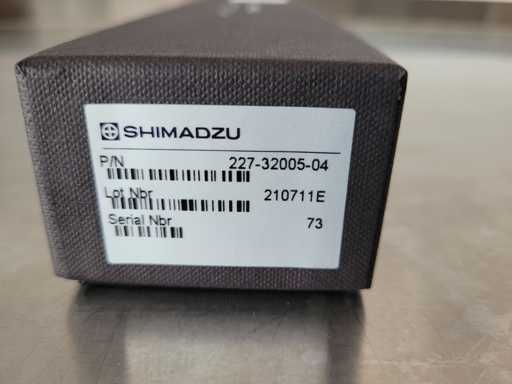 SHIMADZU
P/N 227-32005-04
Lot Nbr 210711E
Serial Nbr 73